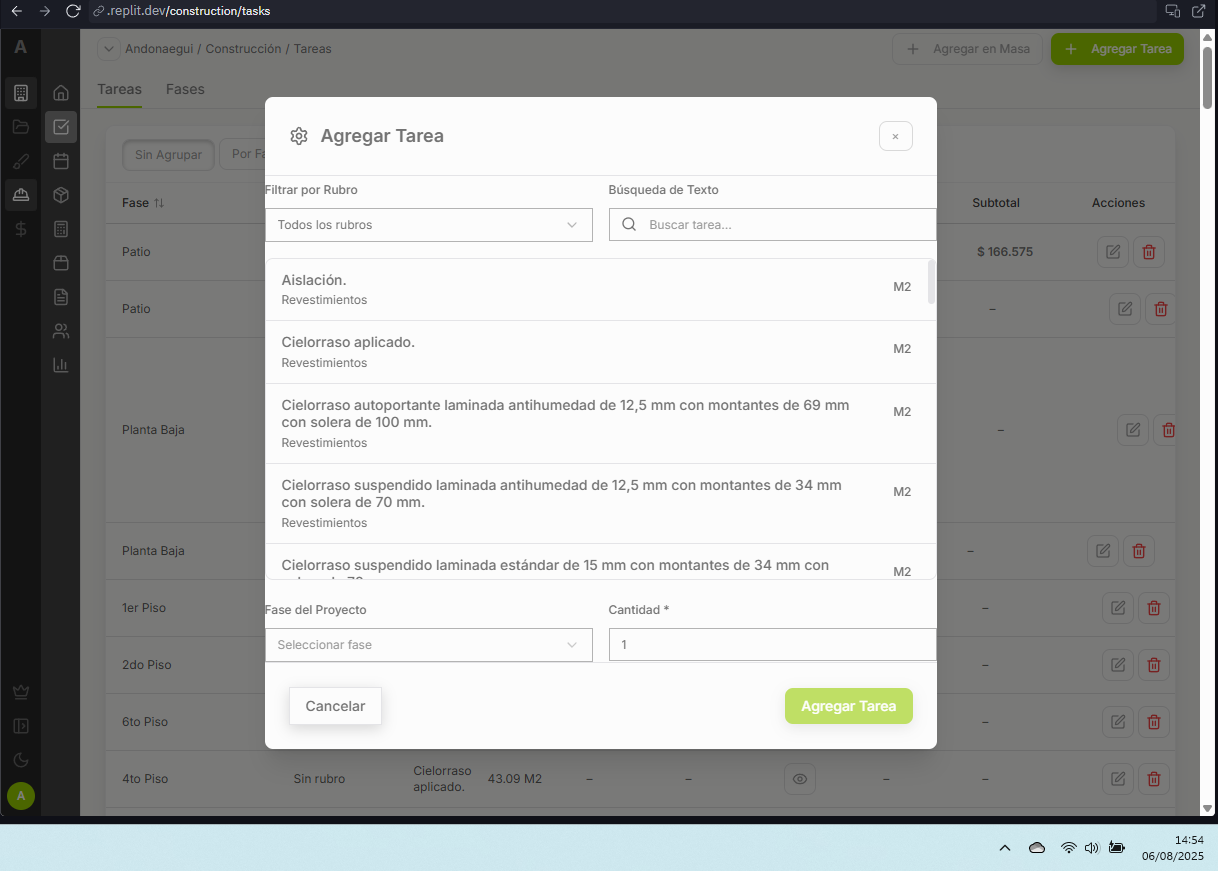 .replit.dev/construction/tasks
A
Andonaegui / Construcción / Tareas
Agregar en Masa
Agregar Tarea
Tareas
Fases
Sin Agrupar
Por Fa
Agregar Tarea
×
Filtrar por Rubro
Búsqueda de Texto
Todos los rubros
Buscar tarea...
Fase
Subtotal
Acciones
Patio
$ 166.575
Patio
–
Planta Baja
–
Planta Baja
–
1er Piso
–
2do Piso
–
6to Piso
–
4to Piso
Sin rubro
Cielorraso
aplicado.
43.09 M2
–
–
–
–
Aislación.
Revestimientos
M2
Cielorraso aplicado.
Revestimientos
M2
Cielorraso autoportante laminada antihumedad de 12,5 mm con montantes de 69 mm
con solera de 100 mm.
Revestimientos
M2
Cielorraso suspendido laminada antihumedad de 12,5 mm con montantes de 34 mm
con solera de 70 mm.
Revestimientos
M2
Cielorraso suspendido laminada estándar de 15 mm con montantes de 34 mm con
M2
Fase del Proyecto
Cantidad *
Seleccionar fase
1
Cancelar
Agregar Tarea
A
14:54
06/08/2025